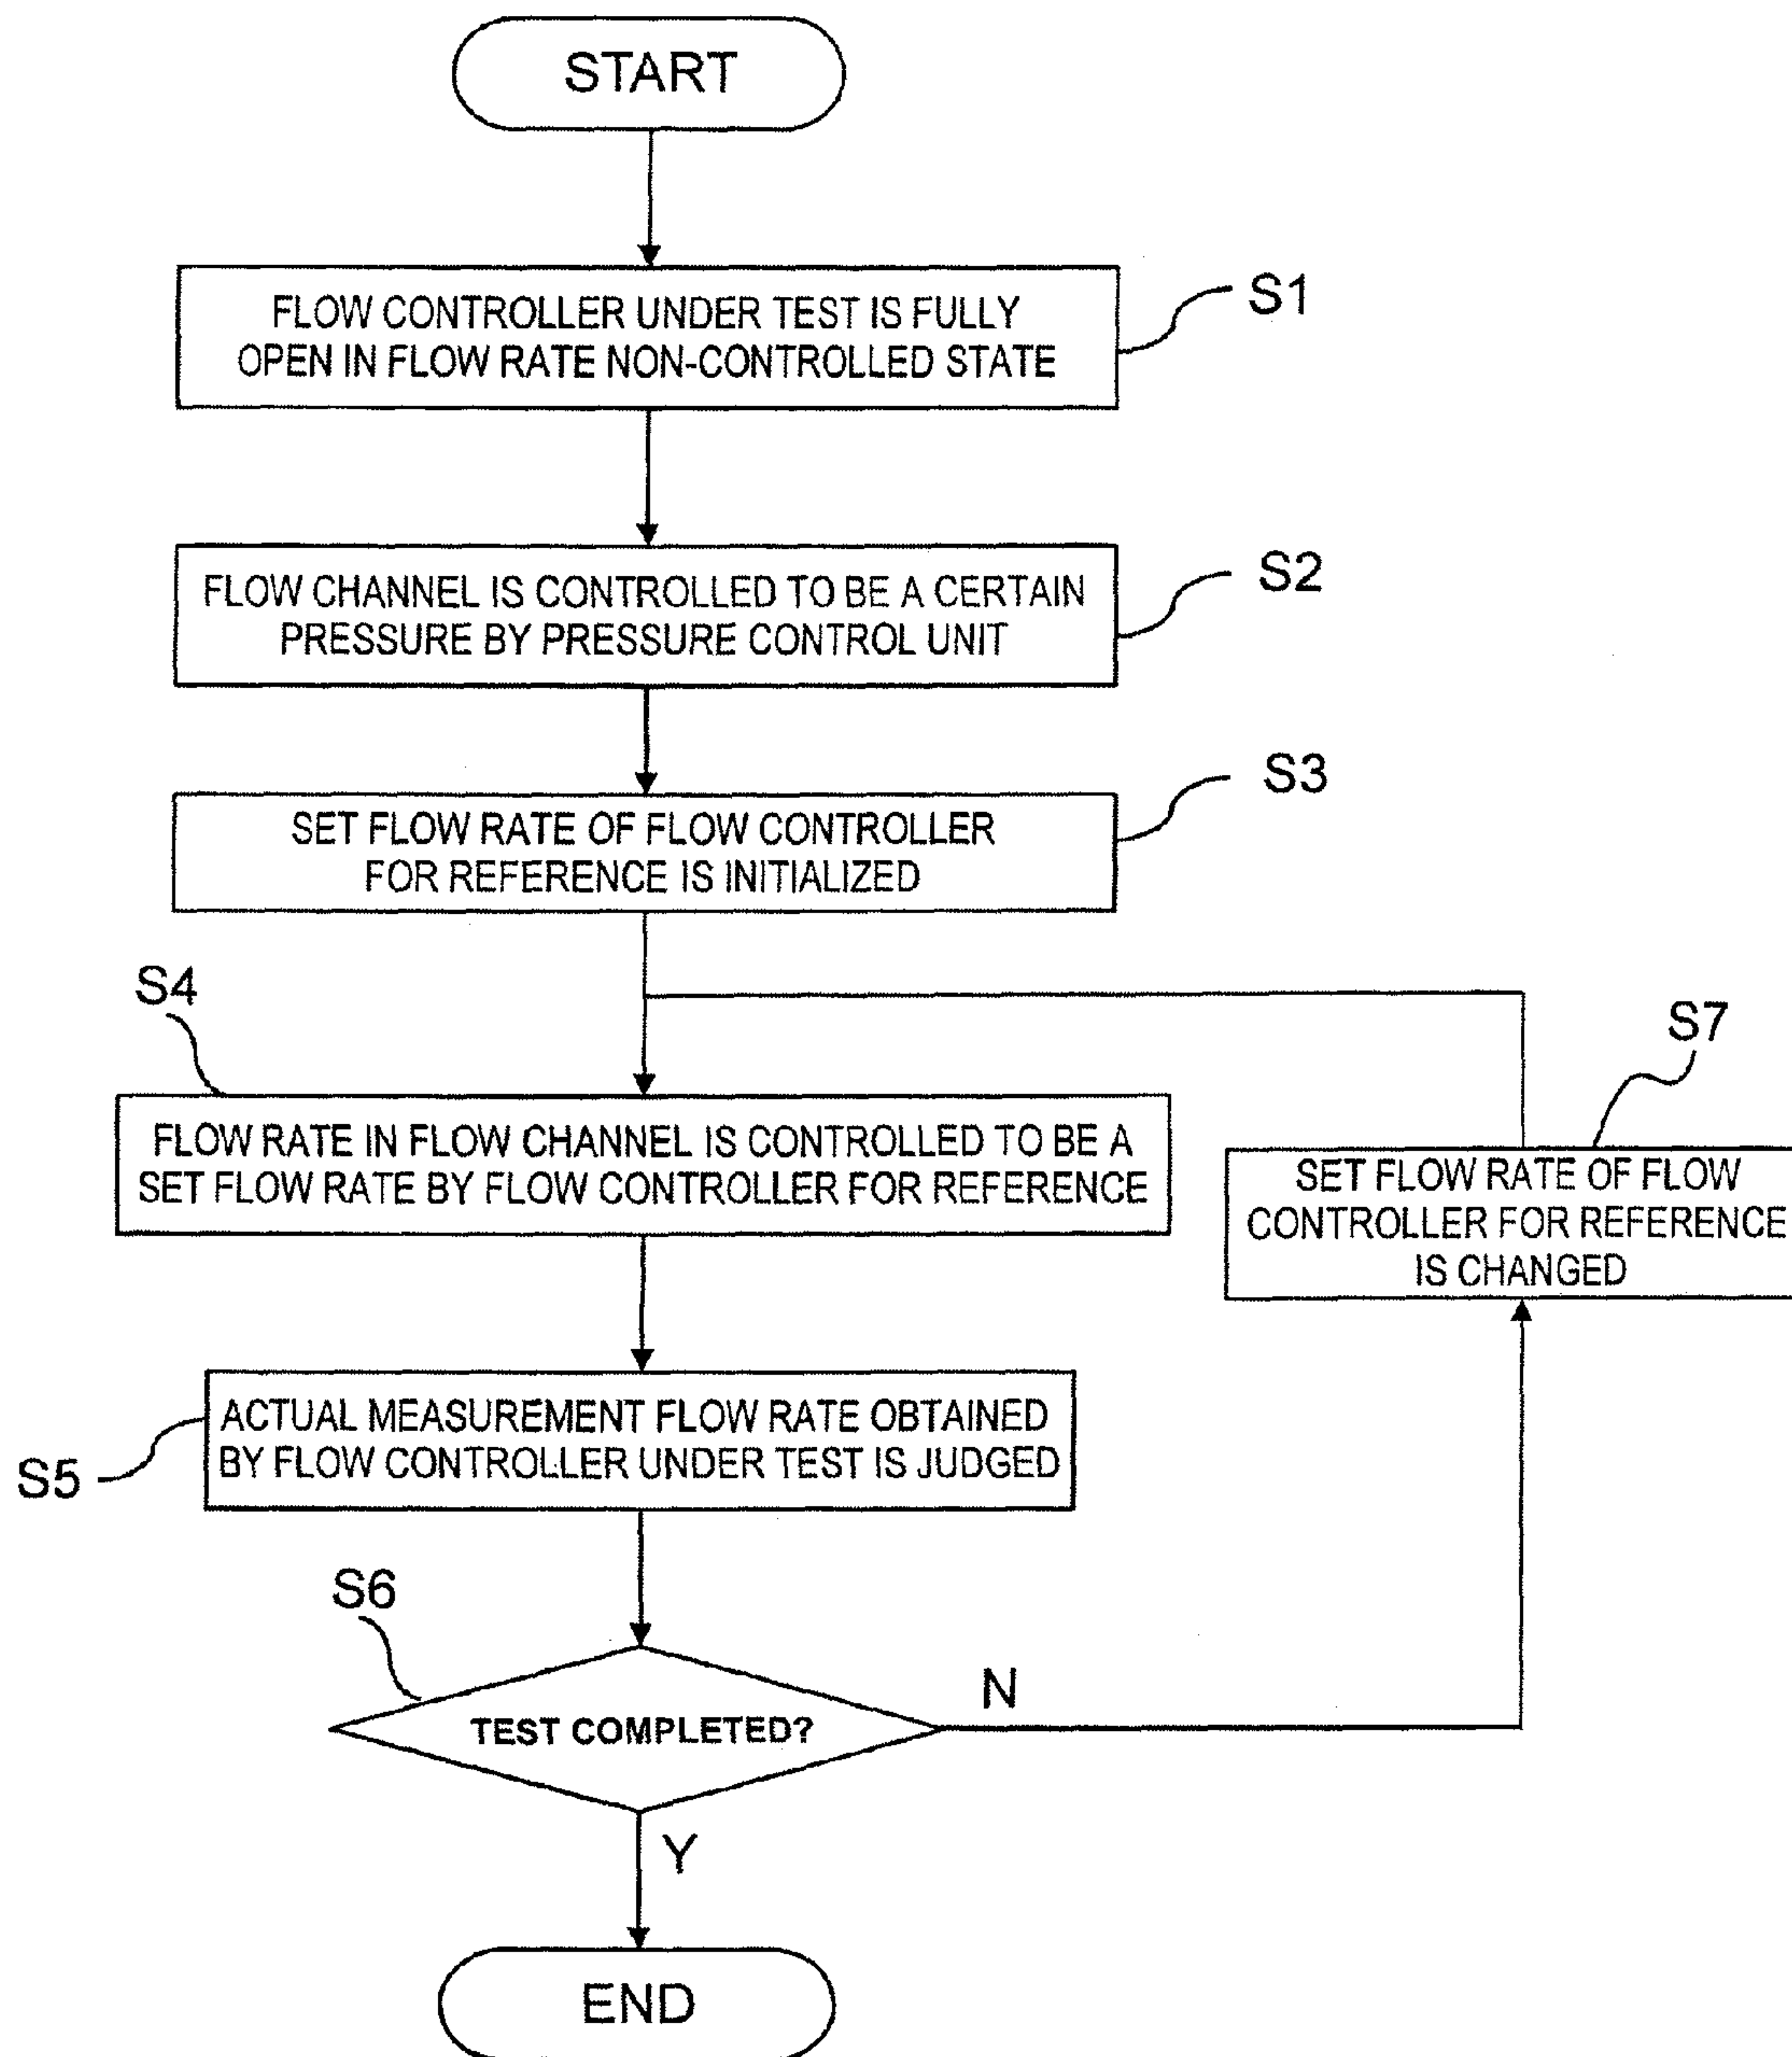 START
FLOW CONTROLLER UNDER TEST IS FULLY
OPEN IN FLOW RATE NON-CONTROLLED STATE
S1
FLOW CHANNEL IS CONTROLLED TO BE A CERTAIN
PRESSURE BY PRESSURE CONTROL UNIT
S2
SET FLOW RATE OF FLOW CONTROLLER
FOR REFERENCE IS INITIALIZED
S3
S4
FLOW RATE IN FLOW CHANNEL IS CONTROLLED TO BE A
SET FLOW RATE BY FLOW CONTROLLER FOR REFERENCE
S7
SET FLOW RATE OF FLOW
CONTROLLER FOR REFERENCE
IS CHANGED
ACTUAL MEASUREMENT FLOW RATE OBTAINED
BY FLOW CONTROLLER UNDER TEST IS JUDGED
S5
S6
TEST COMPLETED?
N
Y
END